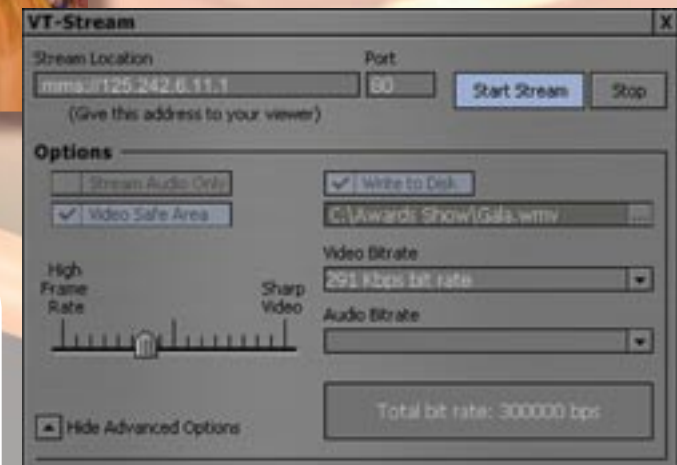 VT-Stream X
Stream Location Port
mms://125.242.6.11.1 80 Start Stream Stop
(Give this address to your viewer)
Options
Stream Audio Only Write to Disk
Video Safe Area C:\Awards Show\Gala.wmv ...
Video Bitrate
High Frame Rate Sharp Video 291 Kbps bit rate
Audio Bitrate
Total bit rate: 300000 bps
Hide Advanced Options